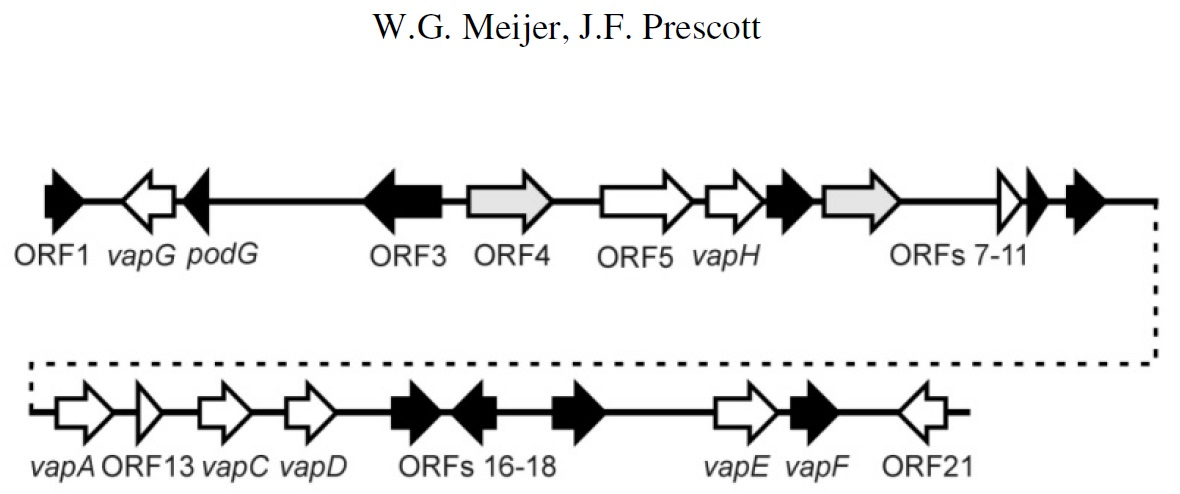 W.G. Meijer, J.F. Prescott
ORF1 vapG podG ORF3 ORF4 ORF5 vapH ORFs 7-11
vapA ORF13 vapC vapD ORFs 16-18 vapE vapF ORF21